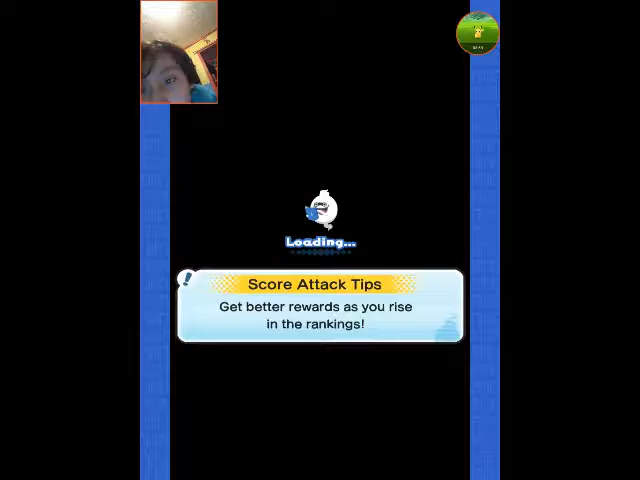 Loading...
Score Attack Tips
Get better rewards as you rise
in the rankings!